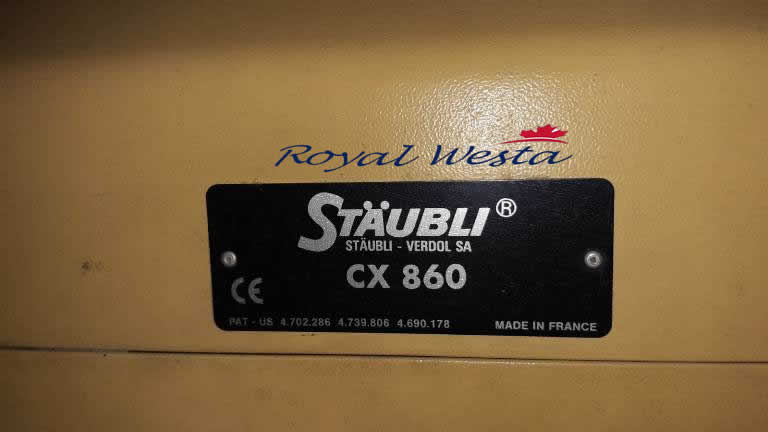 Royal Westa
STÄUBLI®
STÄUBLI - VERDOL SA
CX 860
CE
PAT - US 4.702.286 4.739.806 4.690.178
MADE IN FRANCE